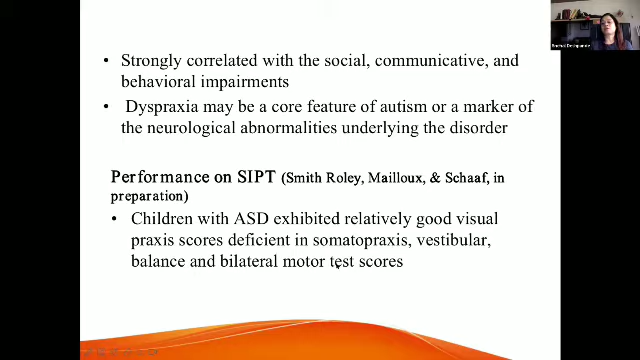 Suchal Deshpande
• Strongly correlated with the social, communicative, and
behavioral impairments
• Dyspraxia may be a core feature of autism or a marker of
the neurological abnormalities underlying the disorder
Performance on SIPT (Smith Roley, Mailloux, & Schaaf, in
preparation)
• Children with ASD exhibited relatively good visual
praxis scores deficient in somatopraxis, vestibular,
balance and bilateral motor test scores